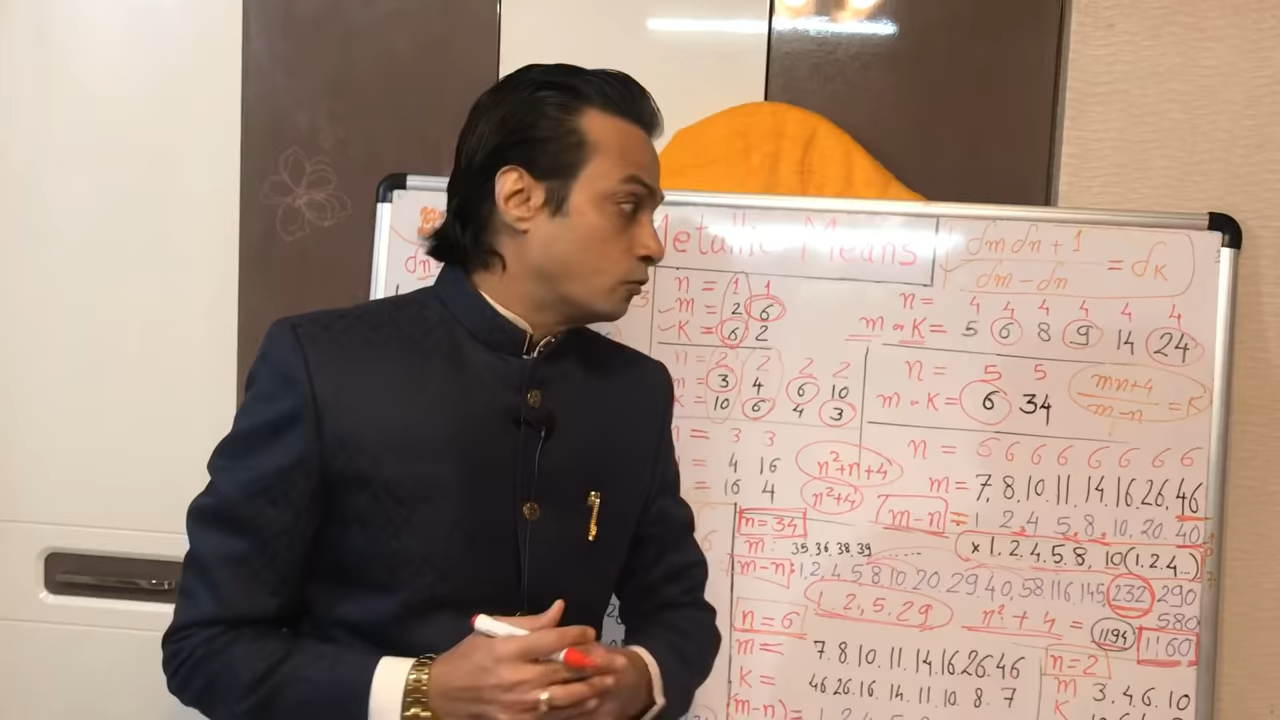 Metallic Means
δm δn + 1
δm - δn
= δK
n = 1 1
m = 2 6
K = 6 2
n = 4 4 4 4 4 4
m or K = 5 6 8 9 14 24
n = 2 2 2 2
m = 3 4 6 10
K = 10 6 4 3
n = 5 5
m or K = 6 34
mn+4
m-n
= K
n = 3 3
= 4 16
= 16 4
n²+n+4
n²+4
n = 6 6 6 6 6 6 6 6
m = 7, 8, 10, 11, 14, 16, 26, 46
m-n = 1 2 4 5, 8, 10, 20, 40
× 1, 2, 4, 5, 8, 10 (1, 2, 4...)
n = 34
m: 35, 36, 38, 39 ........
m-n: 1, 2, 4, 5 8, 10 20, 29, 40, 58, 116, 145, 232 290
580
1160
1, 2, 5, 29
n² + 4 =
1194
n = 6
m = 7. 8. 10. 11. 14. 16 26. 46
K = 46. 26. 16. 14. 11. 10. 8. 7
(m-n) =
n = 2
m 3. 4. 6. 10
K